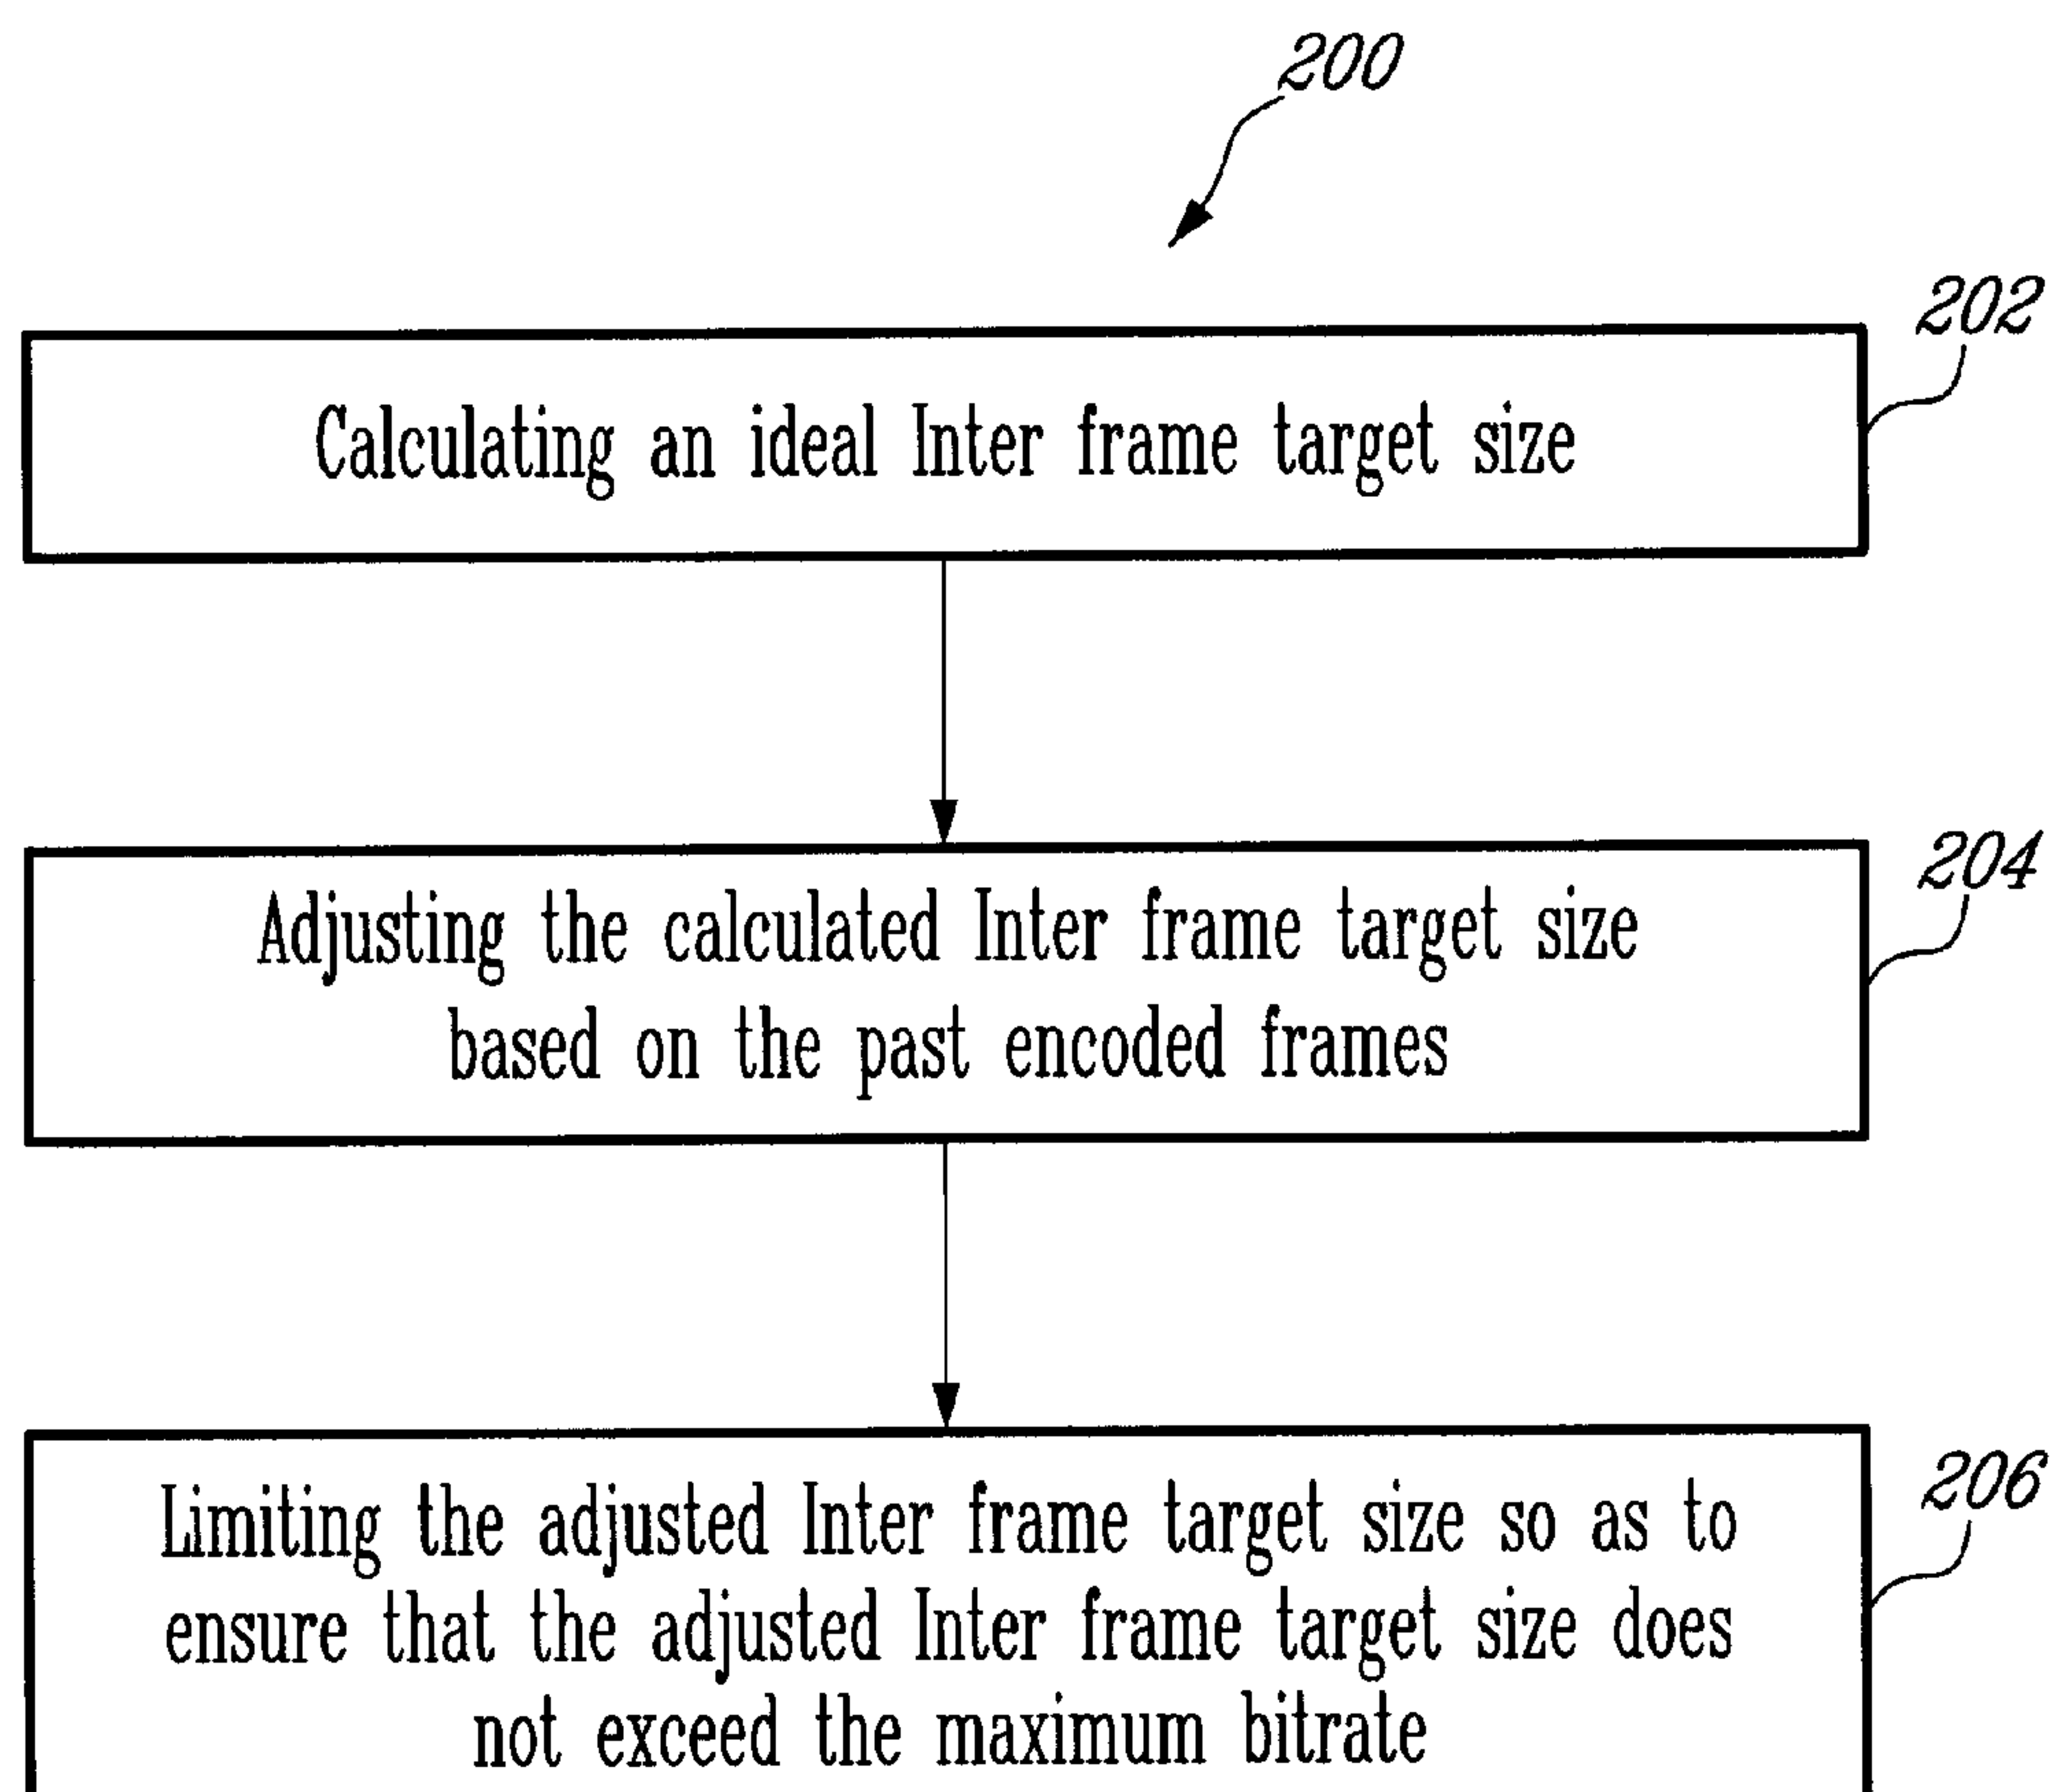 200
202
Calculating an ideal Inter frame target size
204
Adjusting the calculated Inter frame target size
based on the past encoded frames
206
Limiting the adjusted Inter frame target size so as to
ensure that the adjusted Inter frame target size does
not exceed the maximum bitrate